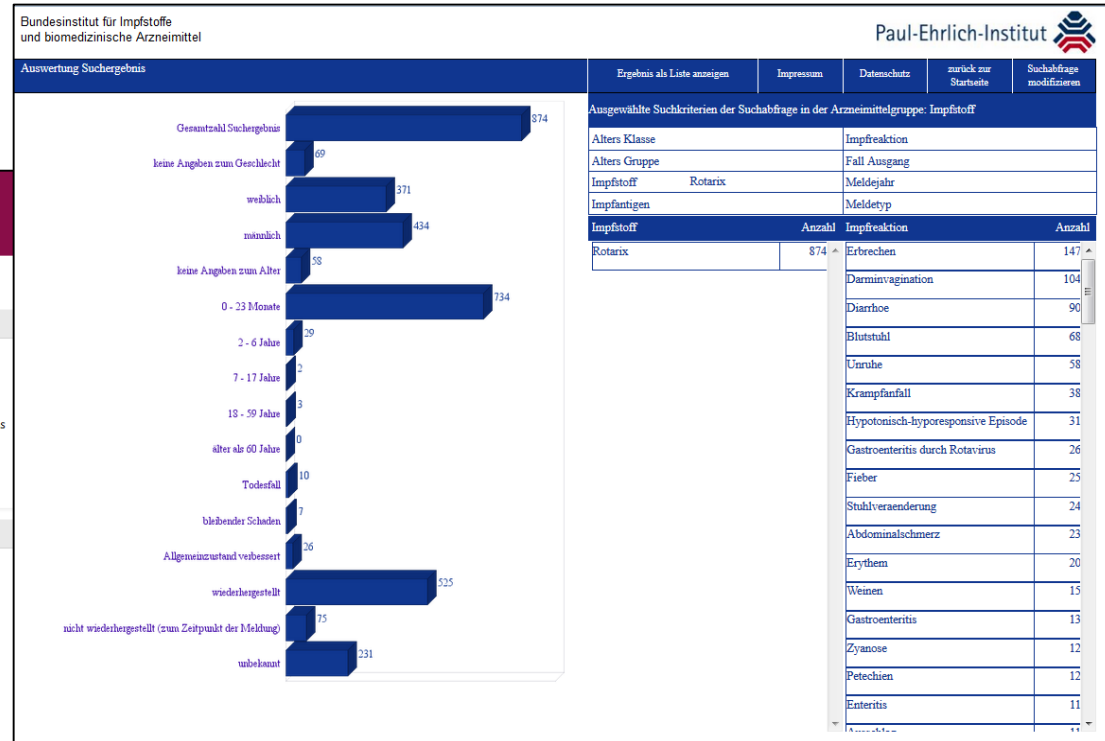 Bundesinstitut für Impfstoffe
und biomedizinische Arzneimittel
Paul-Ehrlich-Institut
Auswertung Suchergebnis
Ergebnis als Liste anzeigen
Impressum
Datenschutz
zurück zur
Startseite
Suchabfrage
modifizieren
Gesamtzahl Suchergebnis 874
keine Angaben zum Geschlecht 69
weiblich 371
männlich 434
keine Angaben zum Alter 58
0 - 23 Monate 734
2 - 6 Jahre 29
7 - 17 Jahre 2
18 - 59 Jahre 3
älter als 60 Jahre 0
Todesfall 10
bleibender Schaden 7
Allgemeinzustand verbessert 26
wiederhergestellt 525
nicht wiederhergestellt (zum Zeitpunkt der Meldung) 75
unbekannt 231
Ausgewählte Suchkriterien der Suchabfrage in der Arzneimittelgruppe: Impfstoff
Alters Klasse Impfreaktion
Alters Gruppe Fall Ausgang
Impfstoff Rotarix Meldejahr
Impfantigen Meldetyp
Impfstoff Anzahl Impfreaktion Anzahl
Rotarix 874
Erbrechen 147
Darminvagination 104
Diarrhoe 90
Blutstuhl 68
Unruhe 58
Krampfanfall 38
Hypotonisch-hyporesponsive Episode 31
Gastroenteritis durch Rotavirus 26
Fieber 25
Stuhlveraenderung 24
Abdominalschmerz 23
Erythem 20
Weinen 15
Gastroenteritis 13
Zyanose 12
Petechien 12
Enteritis 11